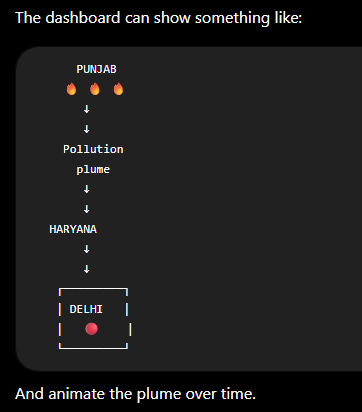 The dashboard can show something like:
PUNJAB
🔥 🔥 🔥
↓
↓
Pollution
plume
↓
↓
HARYANA
↓
↓
┌────────┐
| DELHI  |
|   🔴    |
└────────┘
And animate the plume over time.